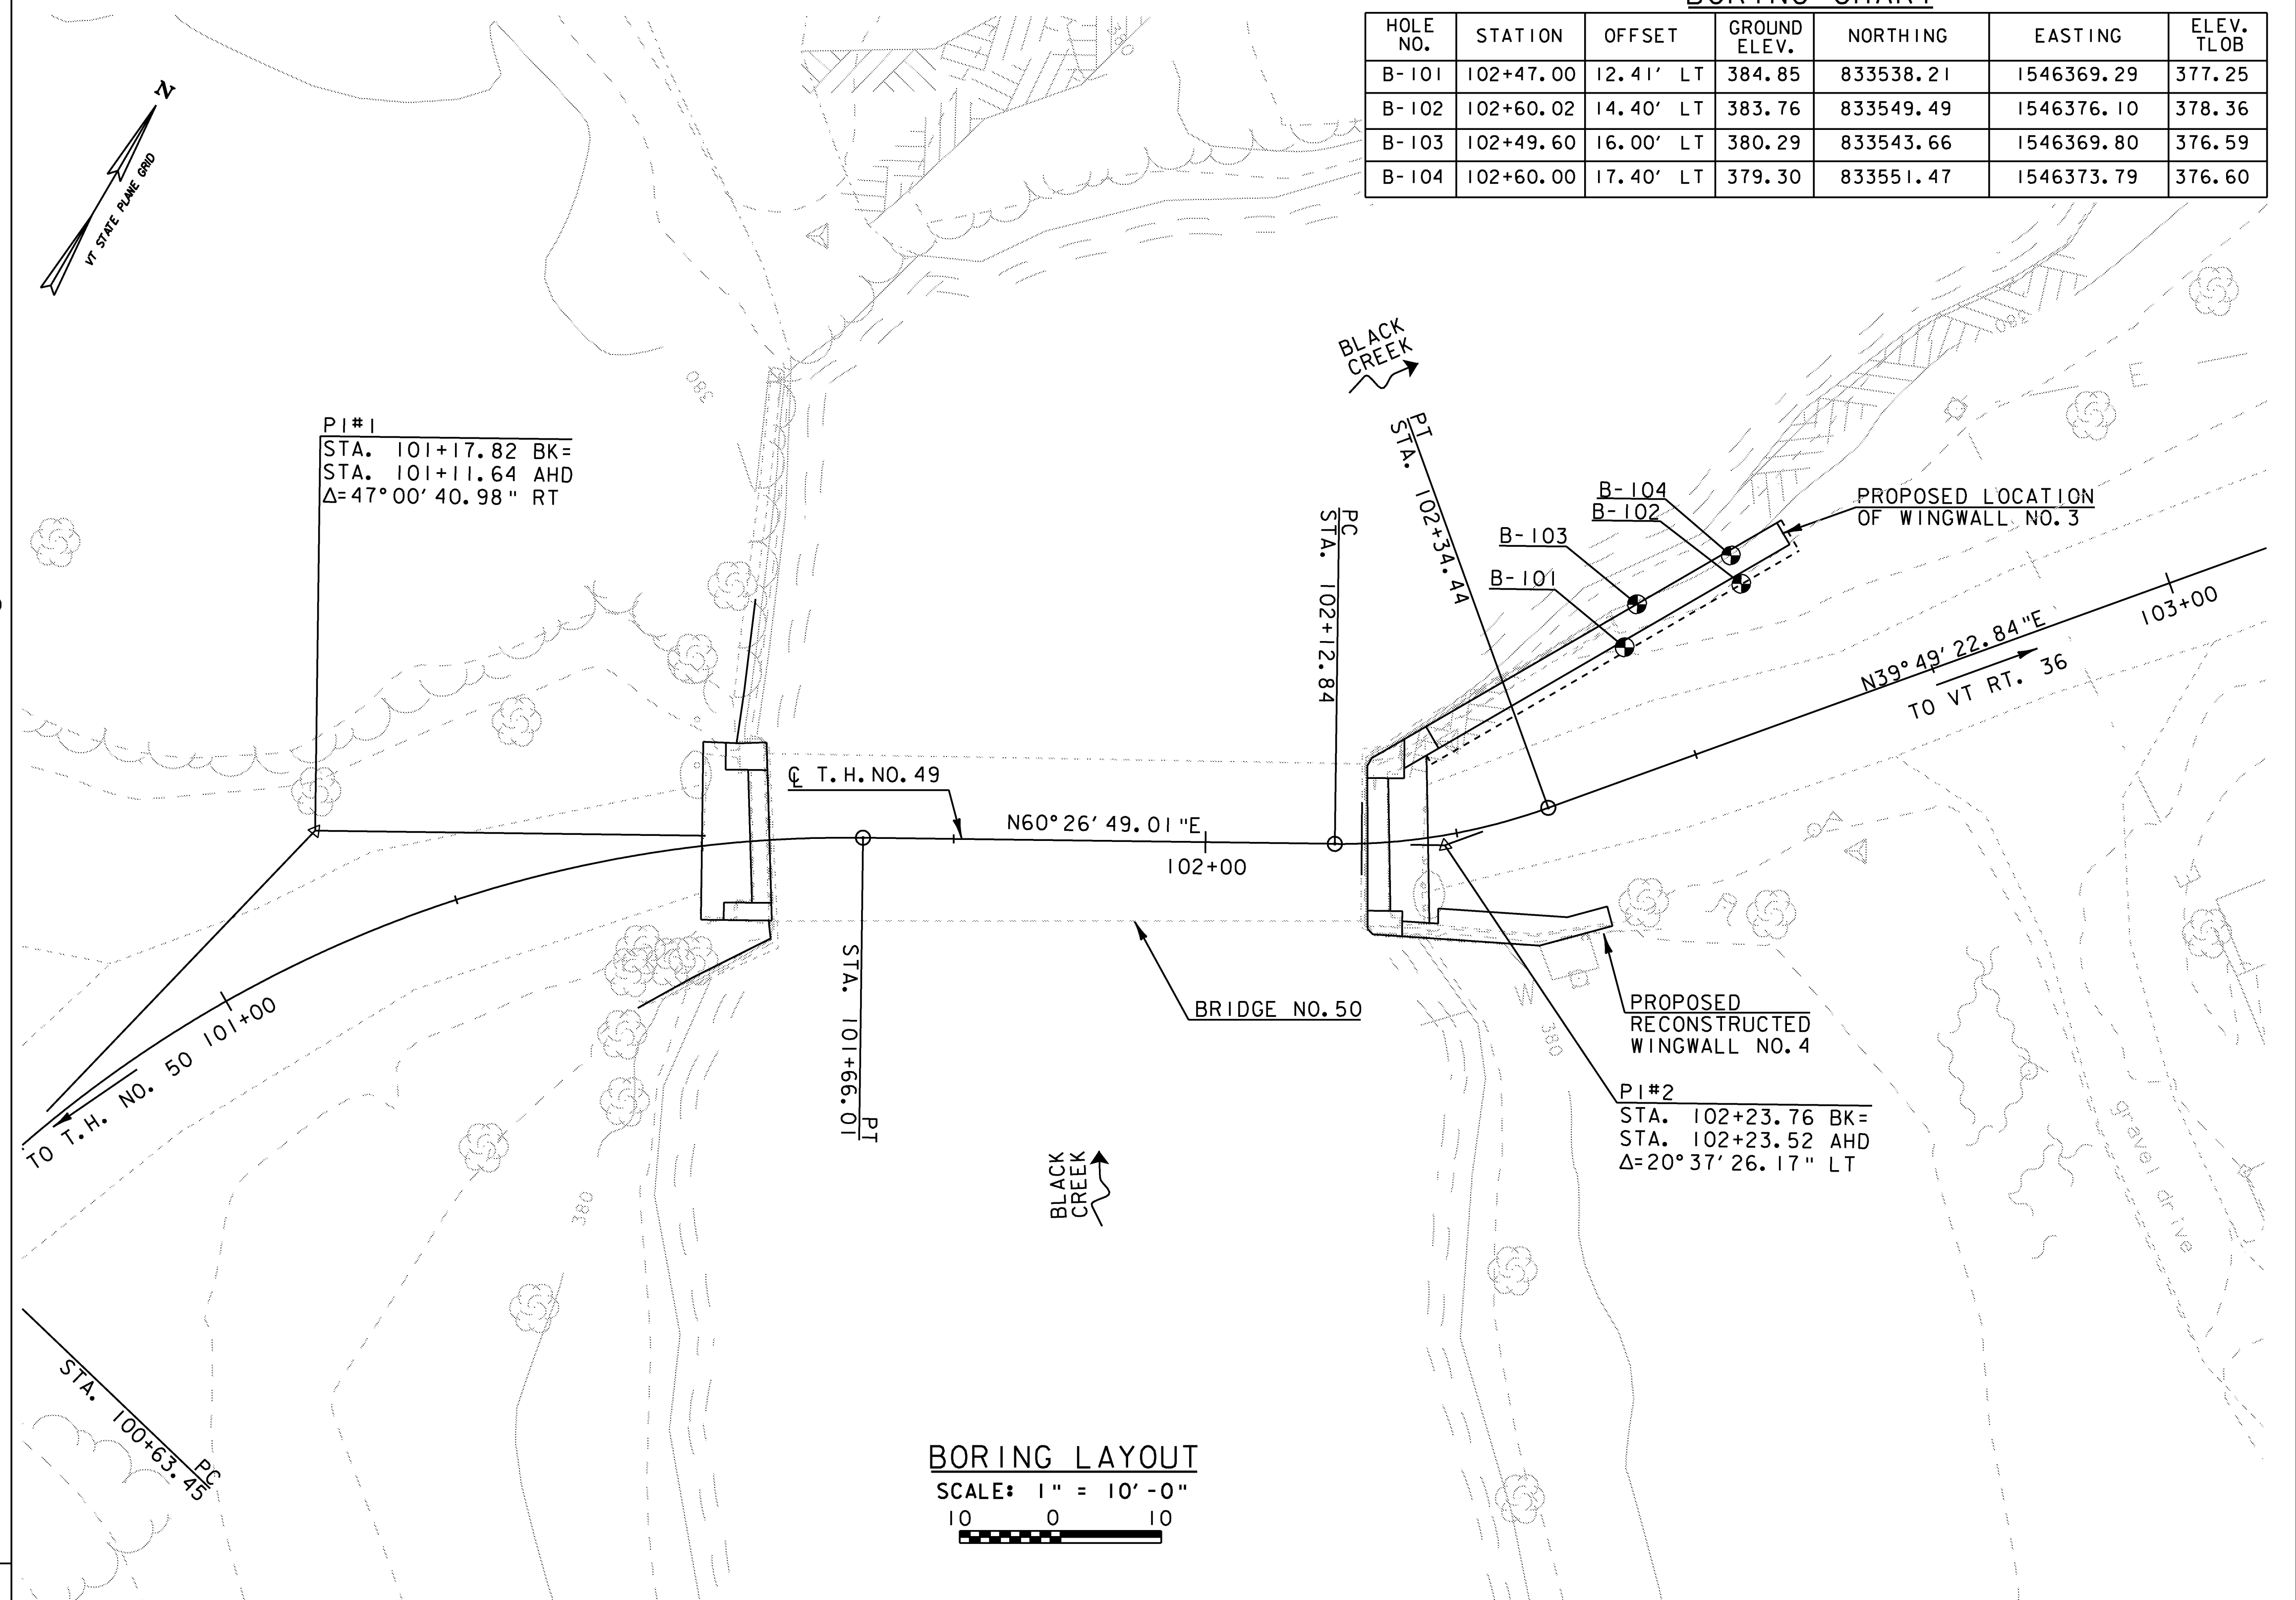 BORING CHART
HOLE NO. STATION OFFSET GROUND ELEV. NORTHING EASTING ELEV. TLOB
B-101 102+47.00 12.41' LT 384.85 833538.21 1546369.29 377.25
B-102 102+60.02 14.40' LT 383.76 833549.49 1546376.10 378.36
B-103 102+49.60 16.00' LT 380.29 833543.66 1546369.80 376.59
B-104 102+60.00 17.40' LT 379.30 833551.47 1546373.79 376.60
N
VT STATE PLANE GRID
380
380
380
BLACK
CREEK
E
PI#1
STA. 101+17.82 BK=
STA. 101+11.64 AHD
Δ=47°00'40.98" RT
PT
STA. 102+34.44
PC
STA. 102+12.84
B-104
B-102
B-103
B-101
PROPOSED LOCATION
OF WINGWALL NO.3
103+00
N39°49'22.84"E
TO VT RT. 36
℄ T.H.NO.49
N60°26'49.01"E
102+00
101+00
TO T.H. NO. 50
PT
STA. 101+66.01
BRIDGE NO.50
W
380
PROPOSED
RECONSTRUCTED
WINGWALL NO.4
PI#2
STA. 102+23.76 BK=
STA. 102+23.52 AHD
Δ=20°37'26.17" LT
BLACK
CREEK
380
gravel drive
PC
STA. 100+63.45
BORING LAYOUT
SCALE: 1" = 10'-0"
10 0 10